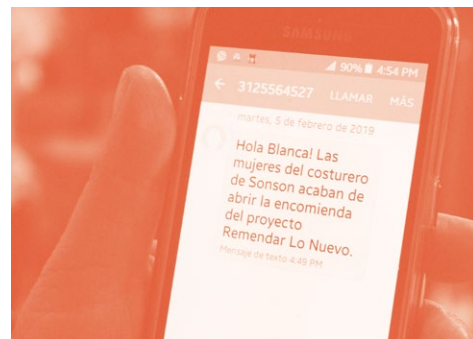 SAMSUNG
90% 4:54 PM
3125564527 LLAMAR MÁS
martes, 5 de febrero de 2019
Hola Blanca! Las
mujeres del costurero
de Sonson acaban de
abrir la encomienda
del proyecto
Remendar Lo Nuevo.
Mensaje de texto 4:49 PM